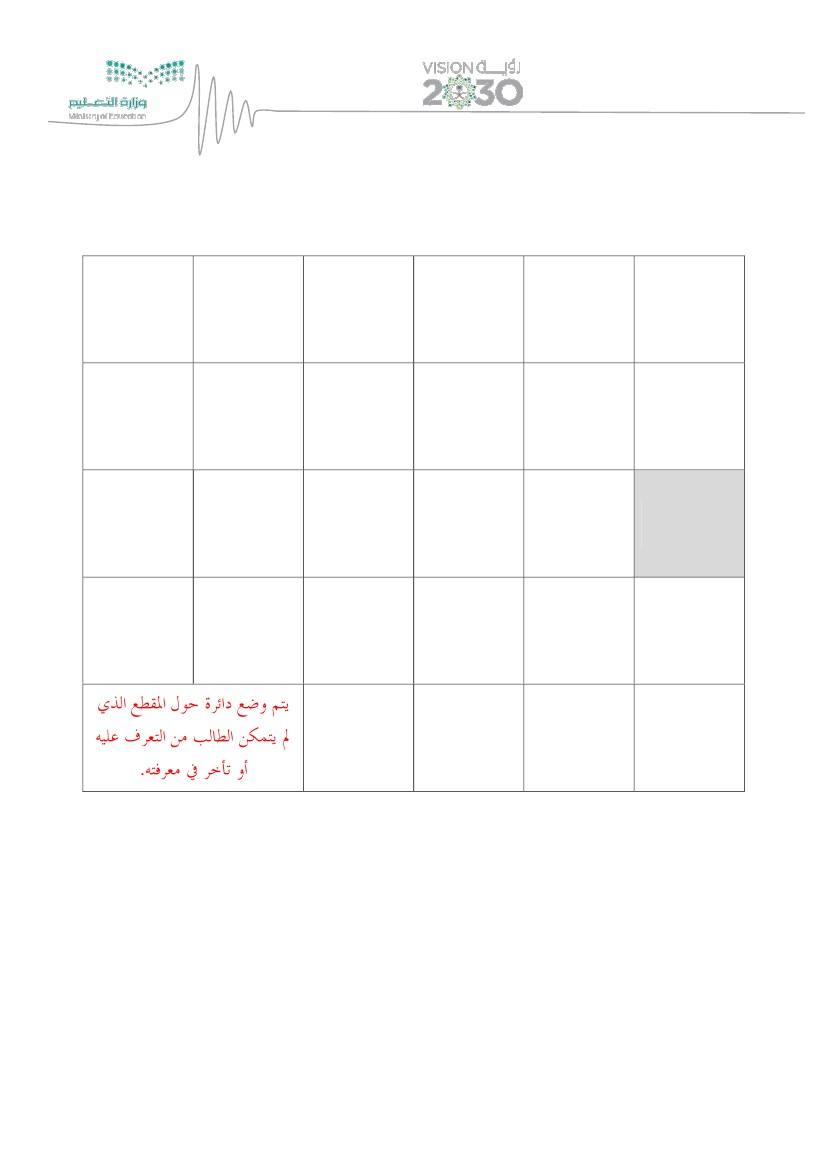 وزارة التعليم
Ministry of Education
VISION رؤيــة
2030
يتم وضع دائرة حول المقطع الذي
لم يتمكن الطالب من التعرف عليه
أو تأخر في معرفته.